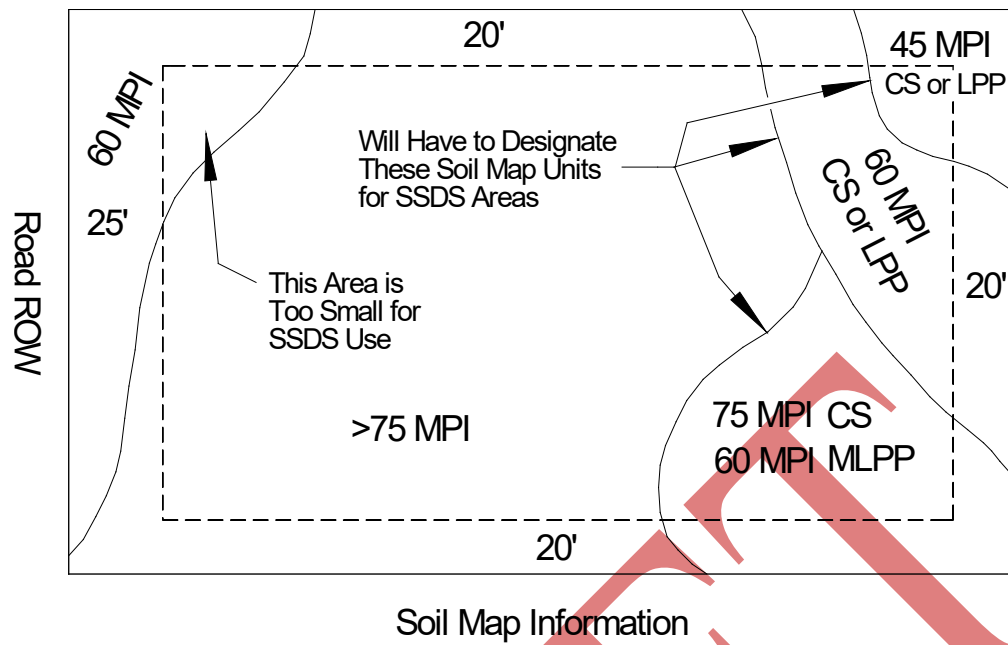 20'
45 MPI
CS or LPP
60 MPI
Will Have to Designate
These Soil Map Units
for SSDS Areas
60 MPI
CS or LPP
25'
Road ROW
20'
This Area is
Too Small for
SSDS Use
>75 MPI
75 MPI CS
60 MPI MLPP
20'
Soil Map Information